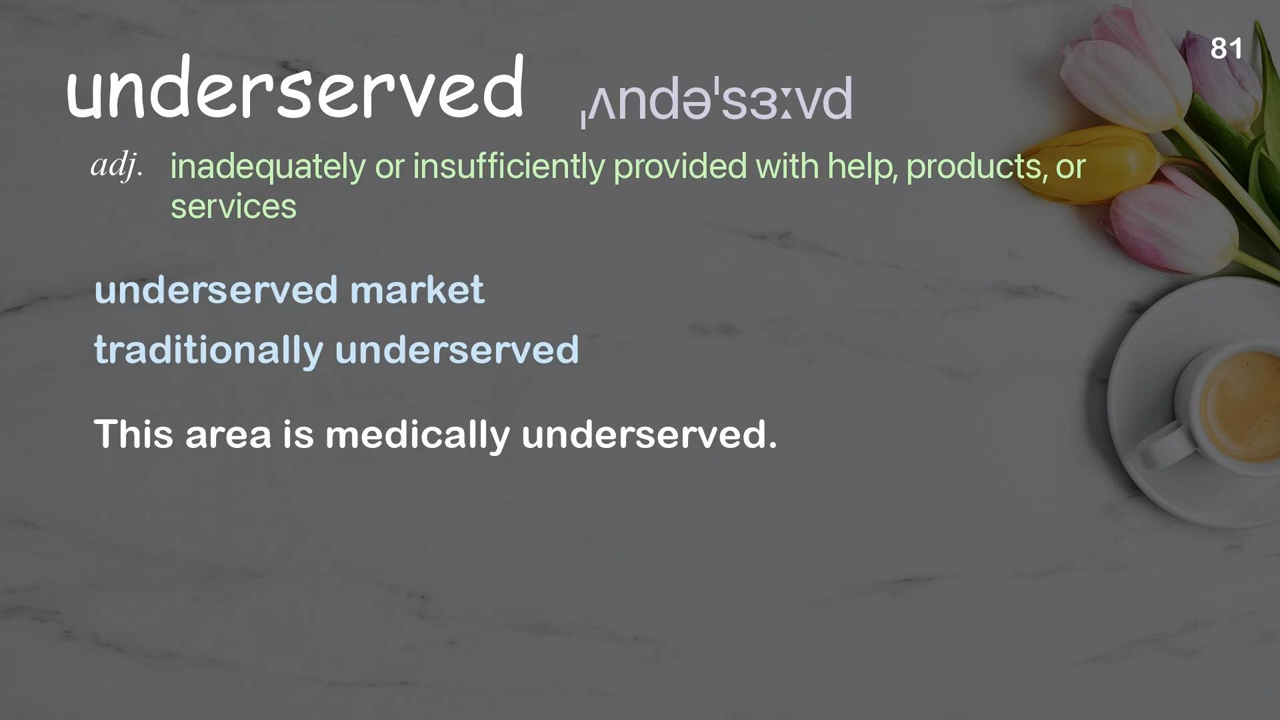 81
underserved ˌʌndəˈsɜːvd
adj. inadequately or insufficiently provided with help, products, or
services
underserved market
traditionally underserved
This area is medically underserved.